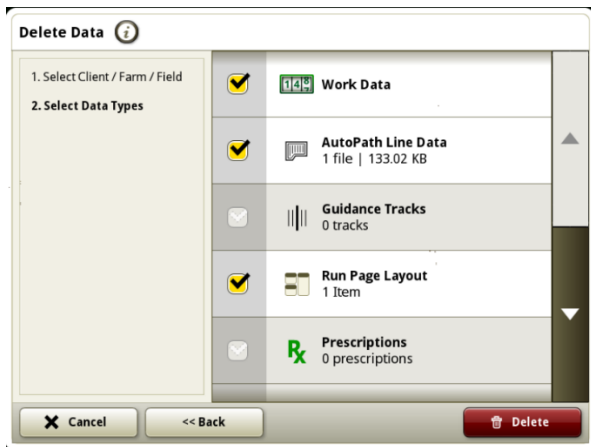 Delete Data i
1. Select Client / Farm / Field
2. Select Data Types
Work Data
AutoPath Line Data
1 file | 133.02 KB
Guidance Tracks
0 tracks
Run Page Layout
1 Item
Rx Prescriptions
0 prescriptions
Cancel
<< Back
Delete